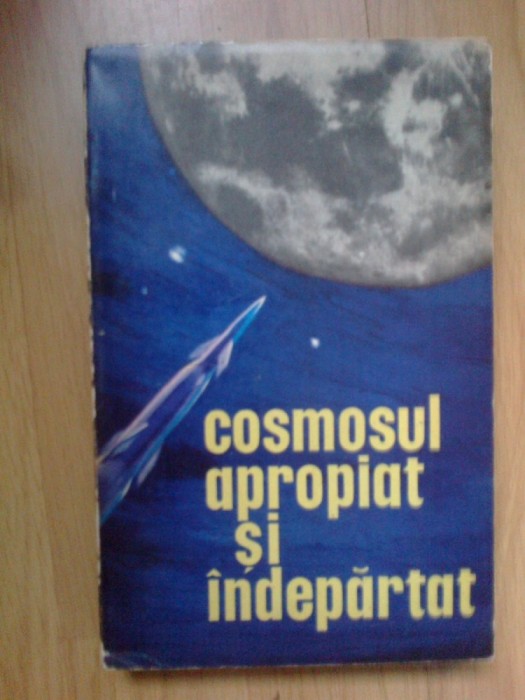 cosmosul
apropiat
și
îndepărtat